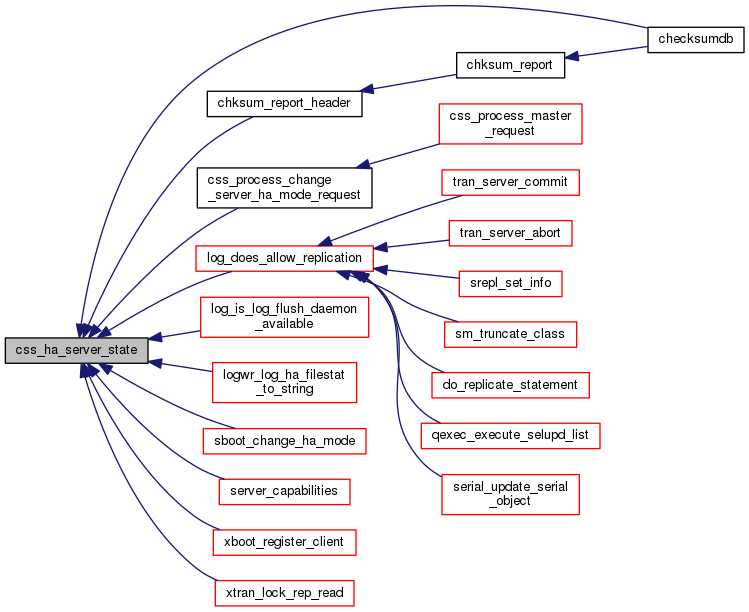 checksumdb
chksum_report
chksum_report_header
css_process_master
_request
css_process_change
_server_ha_mode_request
tran_server_commit
tran_server_abort
log_does_allow_replication
srepl_set_info
log_is_log_flush_daemon
_available
sm_truncate_class
css_ha_server_state
logwr_log_ha_filestat
_to_string
do_replicate_statement
sboot_change_ha_mode
qexec_execute_selupd_list
server_capabilities
serial_update_serial
_object
xboot_register_client
xtran_lock_rep_read